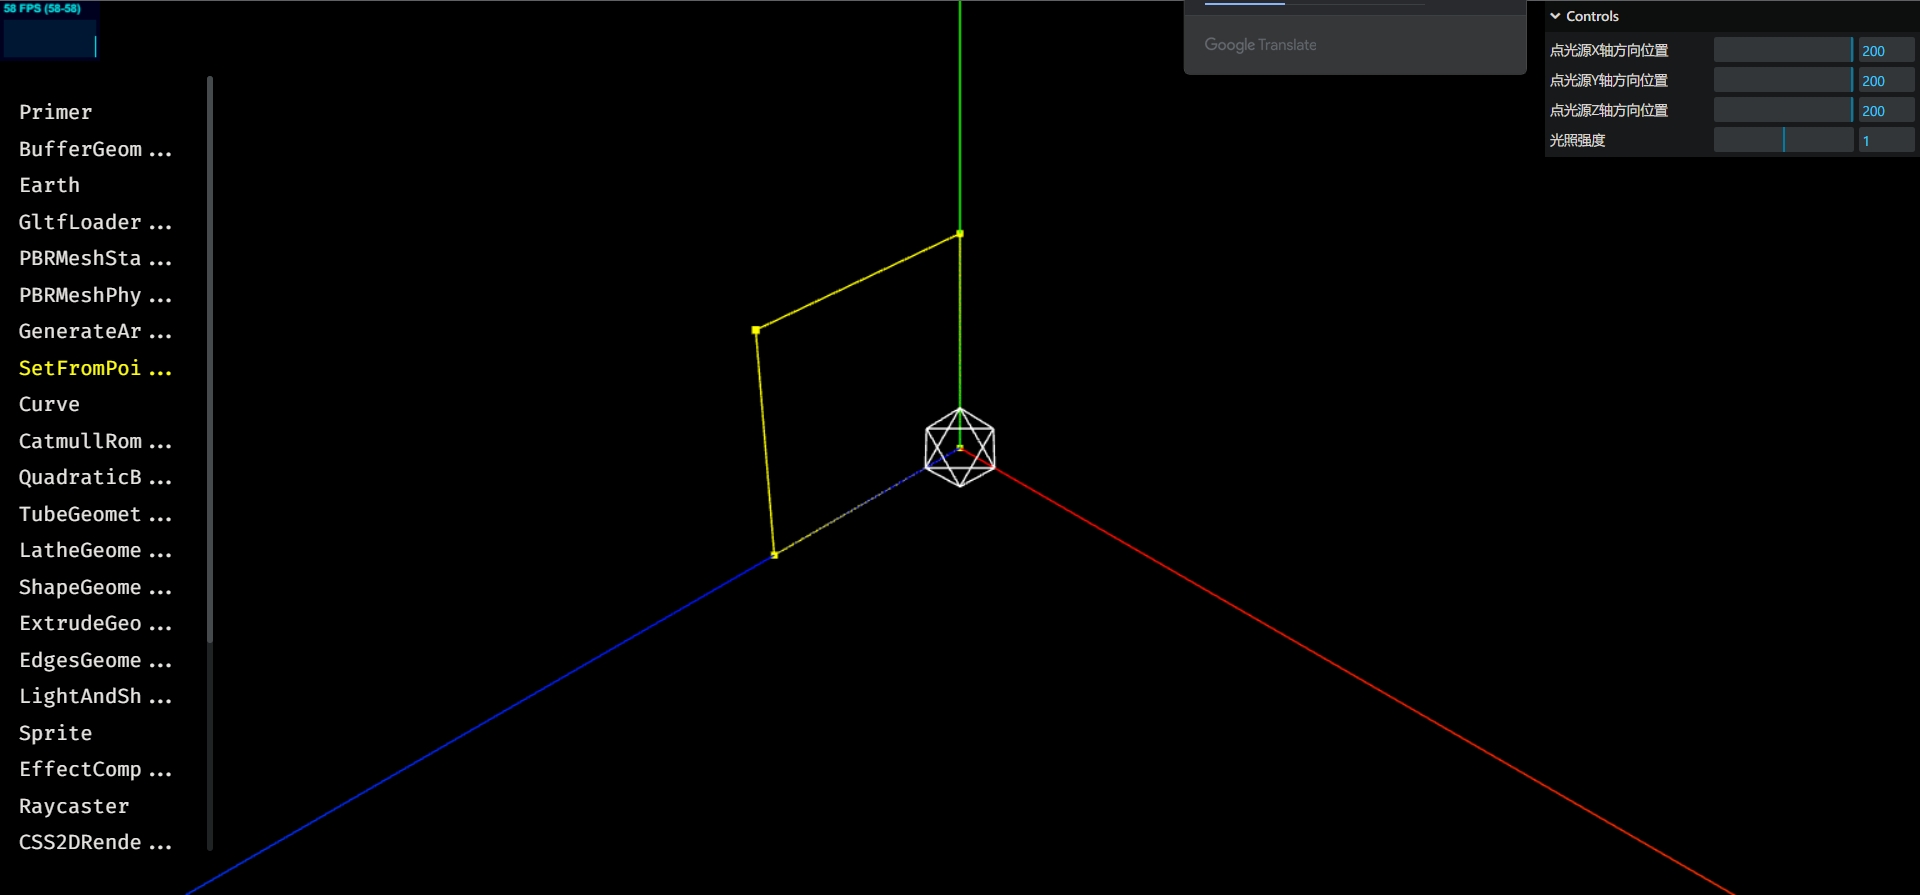 58 FPS (58-58)
Primer
BufferGeom ...
Earth
GltfLoader ...
PBRMeshSta ...
PBRMeshPhy ...
GenerateAr ...
SetFromPoi ...
Curve
CatmullRom ...
QuadraticB ...
TubeGeomet ...
LatheGeome ...
ShapeGeome ...
ExtrudeGeo ...
EdgesGeome ...
LightAndSh ...
Sprite
EffectComp ...
Raycaster
CSS2DRende ...
Google Translate
Controls
点光源X轴方向位置 200
点光源Y轴方向位置 200
点光源Z轴方向位置 200
光照强度 1